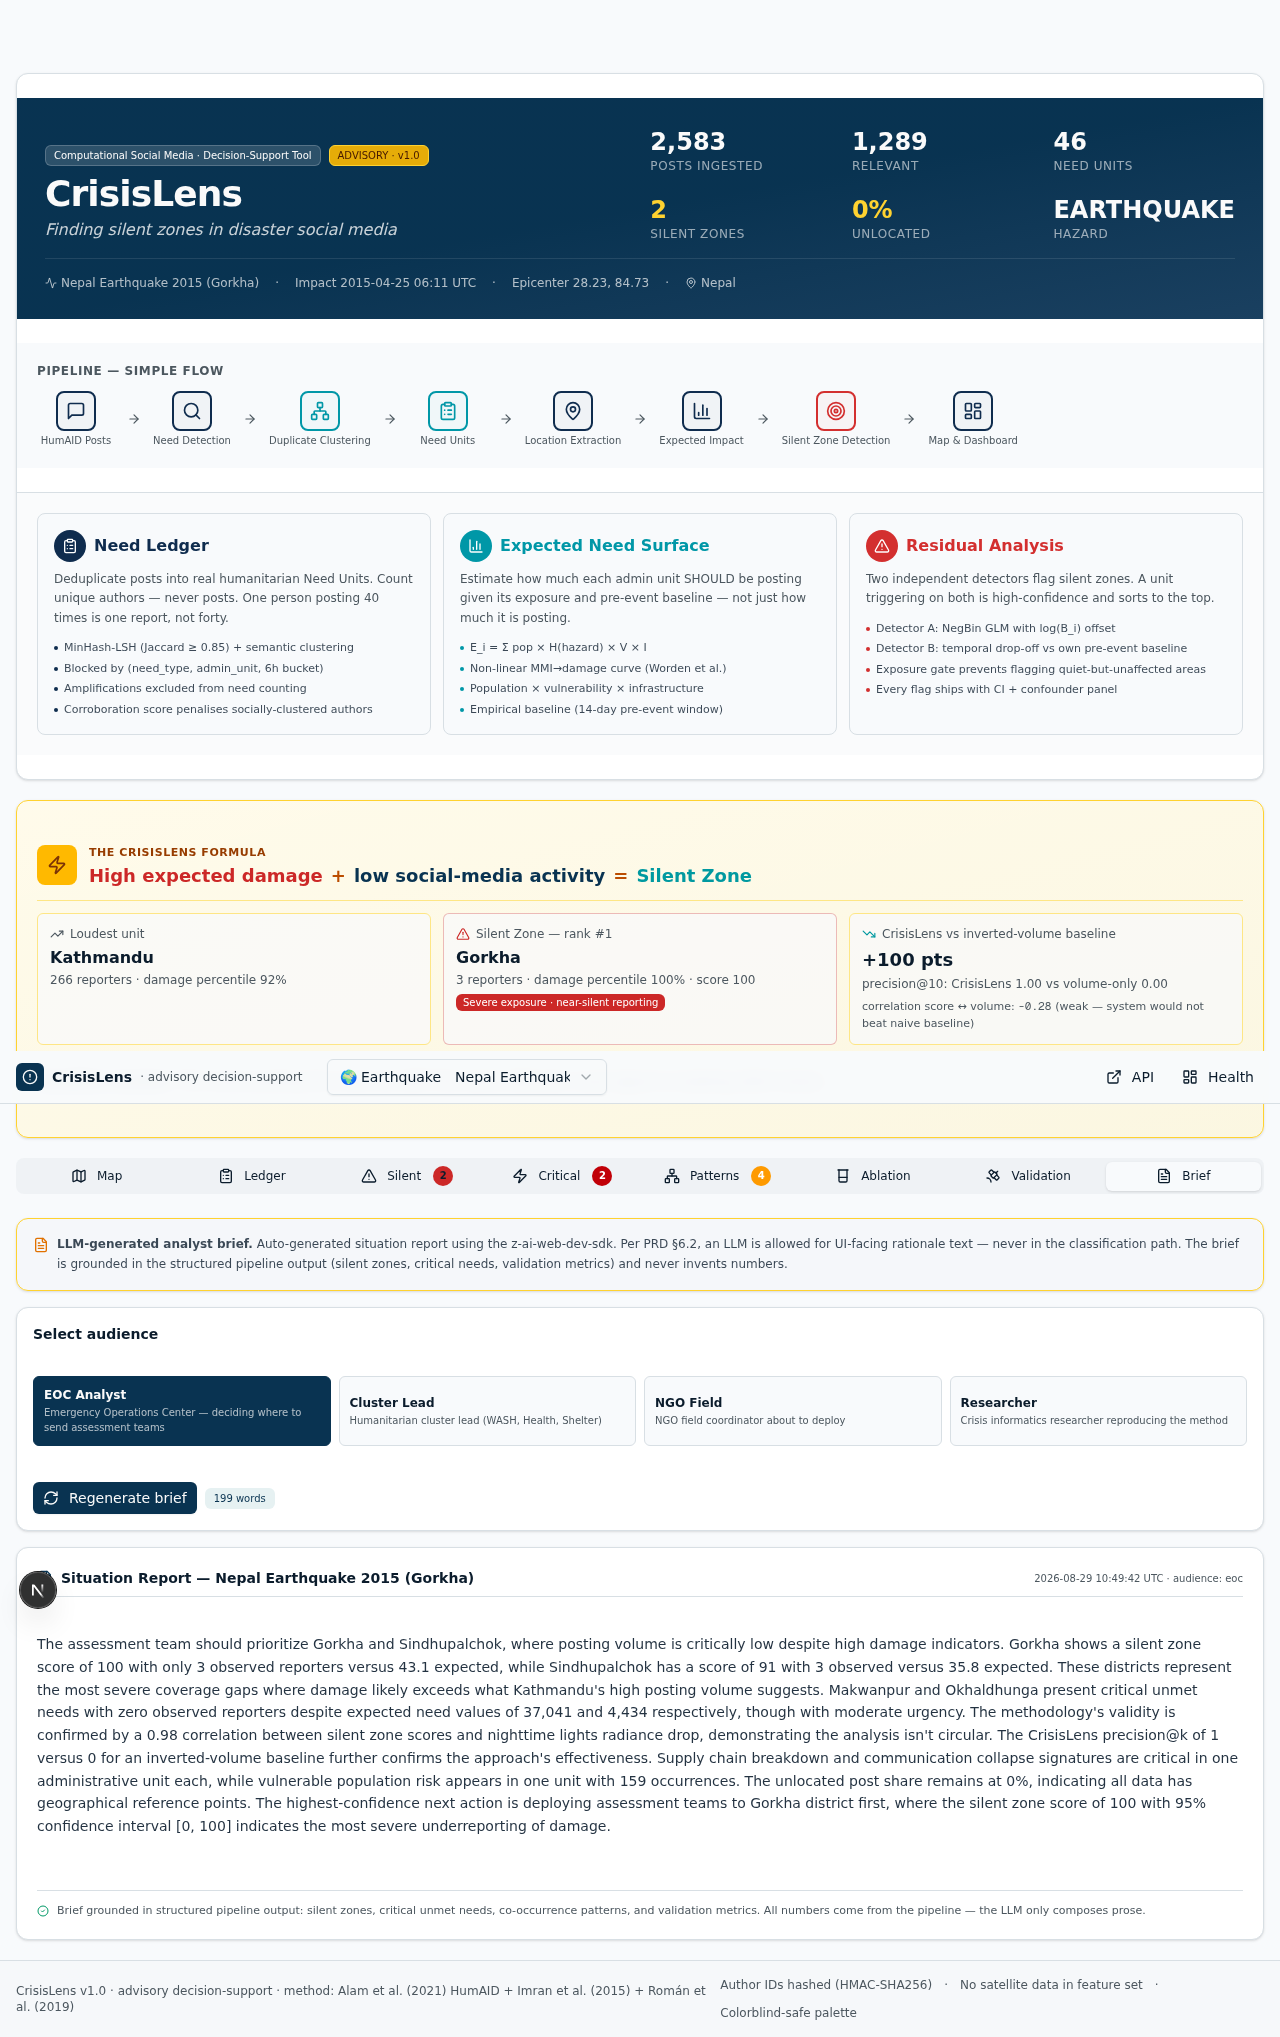 Computational Social Media · Decision-Support Tool
ADVISORY · v1.0
CrisisLens
Finding silent zones in disaster social media
2,583
POSTS INGESTED
1,289
RELEVANT
46
NEED UNITS
2
SILENT ZONES
0%
UNLOCATED
EARTHQUAKE
HAZARD
Nepal Earthquake 2015 (Gorkha) · Impact 2015-04-25 06:11 UTC · Epicenter 28.23, 84.73 · Nepal
PIPELINE — SIMPLE FLOW
HumAID Posts
Need Detection
Duplicate Clustering
Need Units
Location Extraction
Expected Impact
Silent Zone Detection
Map & Dashboard
Need Ledger
Deduplicate posts into real humanitarian Need Units. Count
unique authors — never posts. One person posting 40
times is one report, not forty.
MinHash-LSH (Jaccard ≥ 0.85) + semantic clustering
Blocked by (need_type, admin_unit, 6h bucket)
Amplifications excluded from need counting
Corroboration score penalises socially-clustered authors
Expected Need Surface
Estimate how much each admin unit SHOULD be posting
given its exposure and pre-event baseline — not just how
much it is posting.
E_i = Σ pop × H(hazard) × V × I
Non-linear MMI→damage curve (Worden et al.)
Population × vulnerability × infrastructure
Empirical baseline (14-day pre-event window)
Residual Analysis
Two independent detectors flag silent zones. A unit
triggering on both is high-confidence and sorts to the top.
Detector A: NegBin GLM with log(B_i) offset
Detector B: temporal drop-off vs own pre-event baseline
Exposure gate prevents flagging quiet-but-unaffected areas
Every flag ships with CI + confounder panel
THE CRISISLENS FORMULA
High expected damage + low social-media activity = Silent Zone
Loudest unit
Kathmandu
266 reporters · damage percentile 92%
Silent Zone — rank #1
Gorkha
3 reporters · damage percentile 100% · score 100
Severe exposure · near-silent reporting
CrisisLens vs inverted-volume baseline
+100 pts
precision@10: CrisisLens 1.00 vs volume-only 0.00
correlation score ↔ volume: -0.28 (weak — system would not
beat naive baseline)
CrisisLens · advisory decision-support
🌍 Earthquake Nepal Earthquak
API
Health
Map
Ledger
Silent 2
Critical 2
Patterns 4
Ablation
Validation
Brief
LLM-generated analyst brief. Auto-generated situation report using the z-ai-web-dev-sdk. Per PRD §6.2, an LLM is allowed for UI-facing rationale text — never in the classification path. The brief
is grounded in the structured pipeline output (silent zones, critical needs, validation metrics) and never invents numbers.
Select audience
EOC Analyst
Emergency Operations Center — deciding where to
send assessment teams
Cluster Lead
Humanitarian cluster lead (WASH, Health, Shelter)
NGO Field
NGO field coordinator about to deploy
Researcher
Crisis informatics researcher reproducing the method
Regenerate brief
199 words
N
Situation Report — Nepal Earthquake 2015 (Gorkha)
2026-08-29 10:49:42 UTC · audience: eoc
The assessment team should prioritize Gorkha and Sindhupalchok, where posting volume is critically low despite high damage indicators. Gorkha shows a silent zone
score of 100 with only 3 observed reporters versus 43.1 expected, while Sindhupalchok has a score of 91 with 3 observed versus 35.8 expected. These districts represent
the most severe coverage gaps where damage likely exceeds what Kathmandu's high posting volume suggests. Makwanpur and Okhaldhunga present critical unmet
needs with zero observed reporters despite expected need values of 37,041 and 4,434 respectively, though with moderate urgency. The methodology's validity is
confirmed by a 0.98 correlation between silent zone scores and nighttime lights radiance drop, demonstrating the analysis isn't circular. The CrisisLens precision@k of 1
versus 0 for an inverted-volume baseline further confirms the approach's effectiveness. Supply chain breakdown and communication collapse signatures are critical in one
administrative unit each, while vulnerable population risk appears in one unit with 159 occurrences. The unlocated post share remains at 0%, indicating all data has
geographical reference points. The highest-confidence next action is deploying assessment teams to Gorkha district first, where the silent zone score of 100 with 95%
confidence interval [0, 100] indicates the most severe underreporting of damage.
Brief grounded in structured pipeline output: silent zones, critical unmet needs, co-occurrence patterns, and validation metrics. All numbers come from the pipeline — the LLM only composes prose.
CrisisLens v1.0 · advisory decision-support · method: Alam et al. (2021) HumAID + Imran et al. (2015) + Román et
al. (2019)
Author IDs hashed (HMAC-SHA256) · No satellite data in feature set ·
Colorblind-safe palette